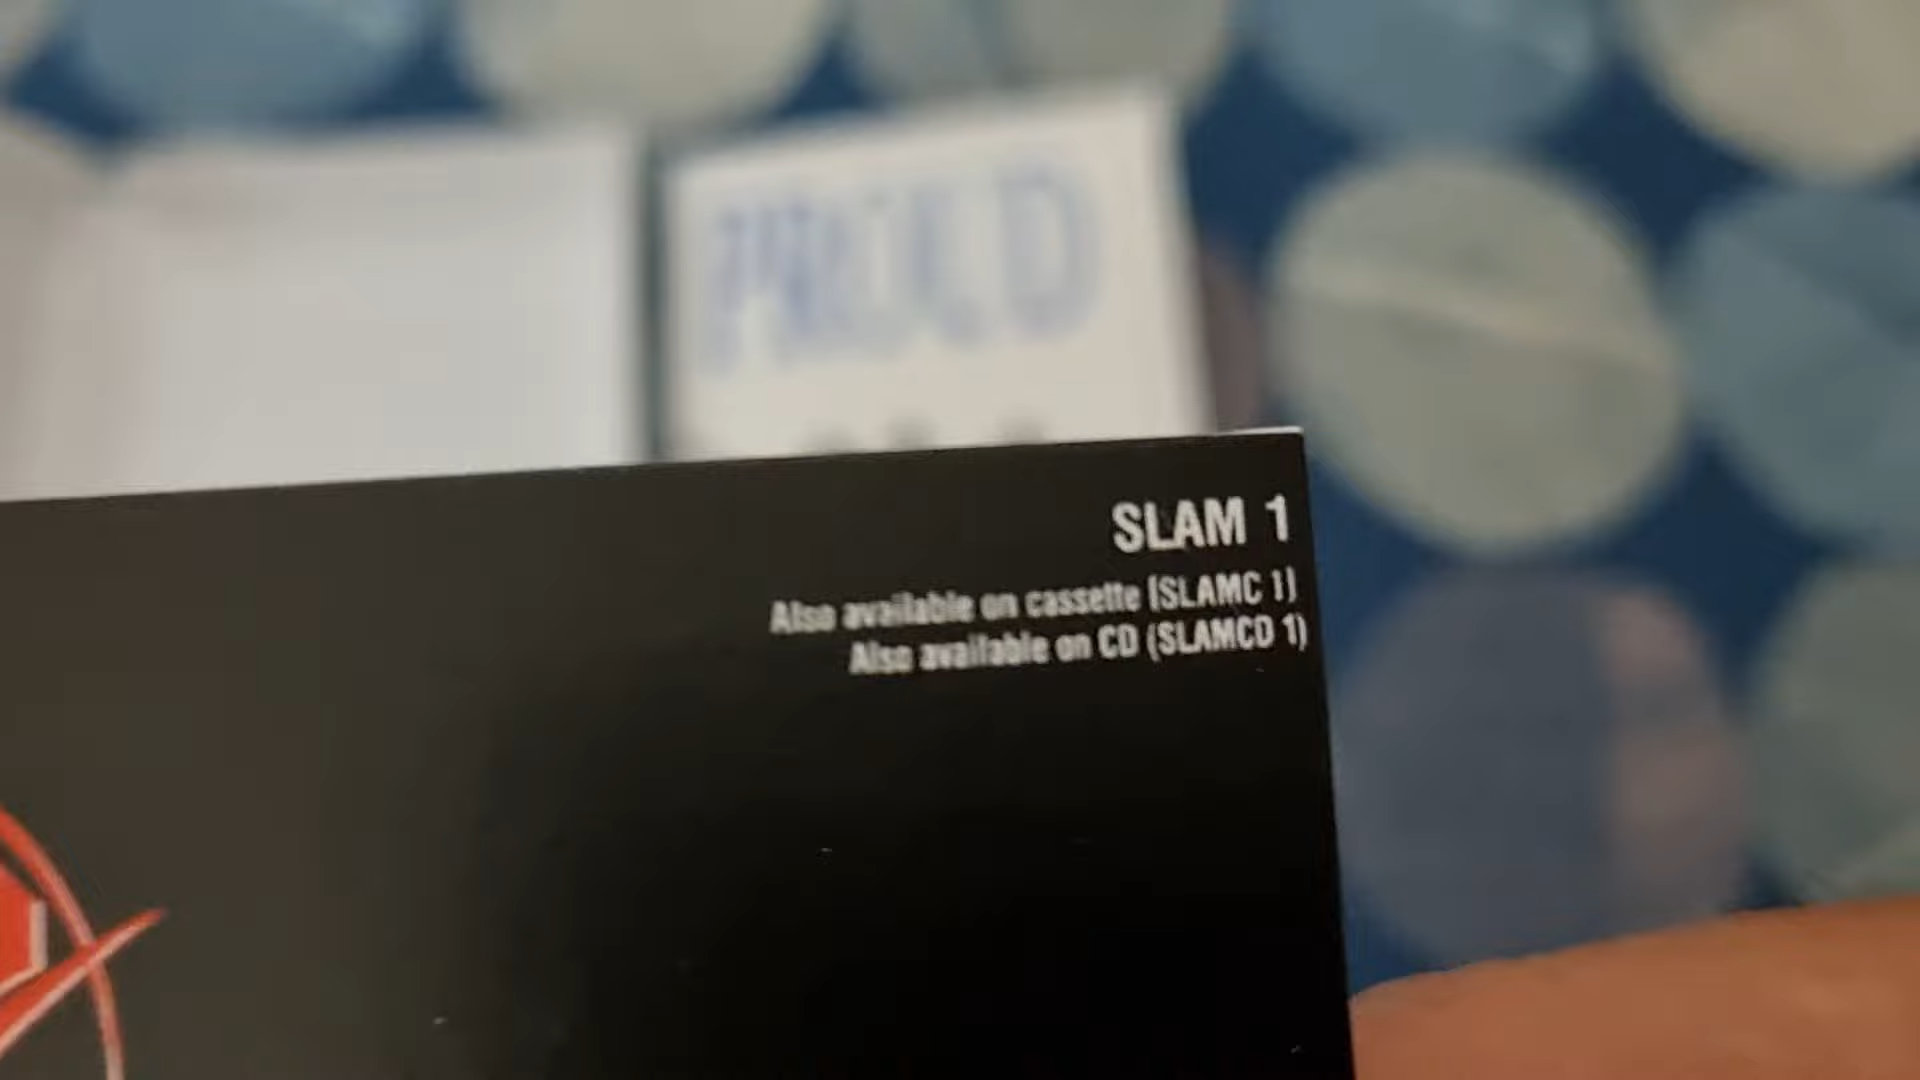 PROUD
SLAM 1
Also available on cassette (SLAMC 1)
Also available on CD (SLAMCD 1)